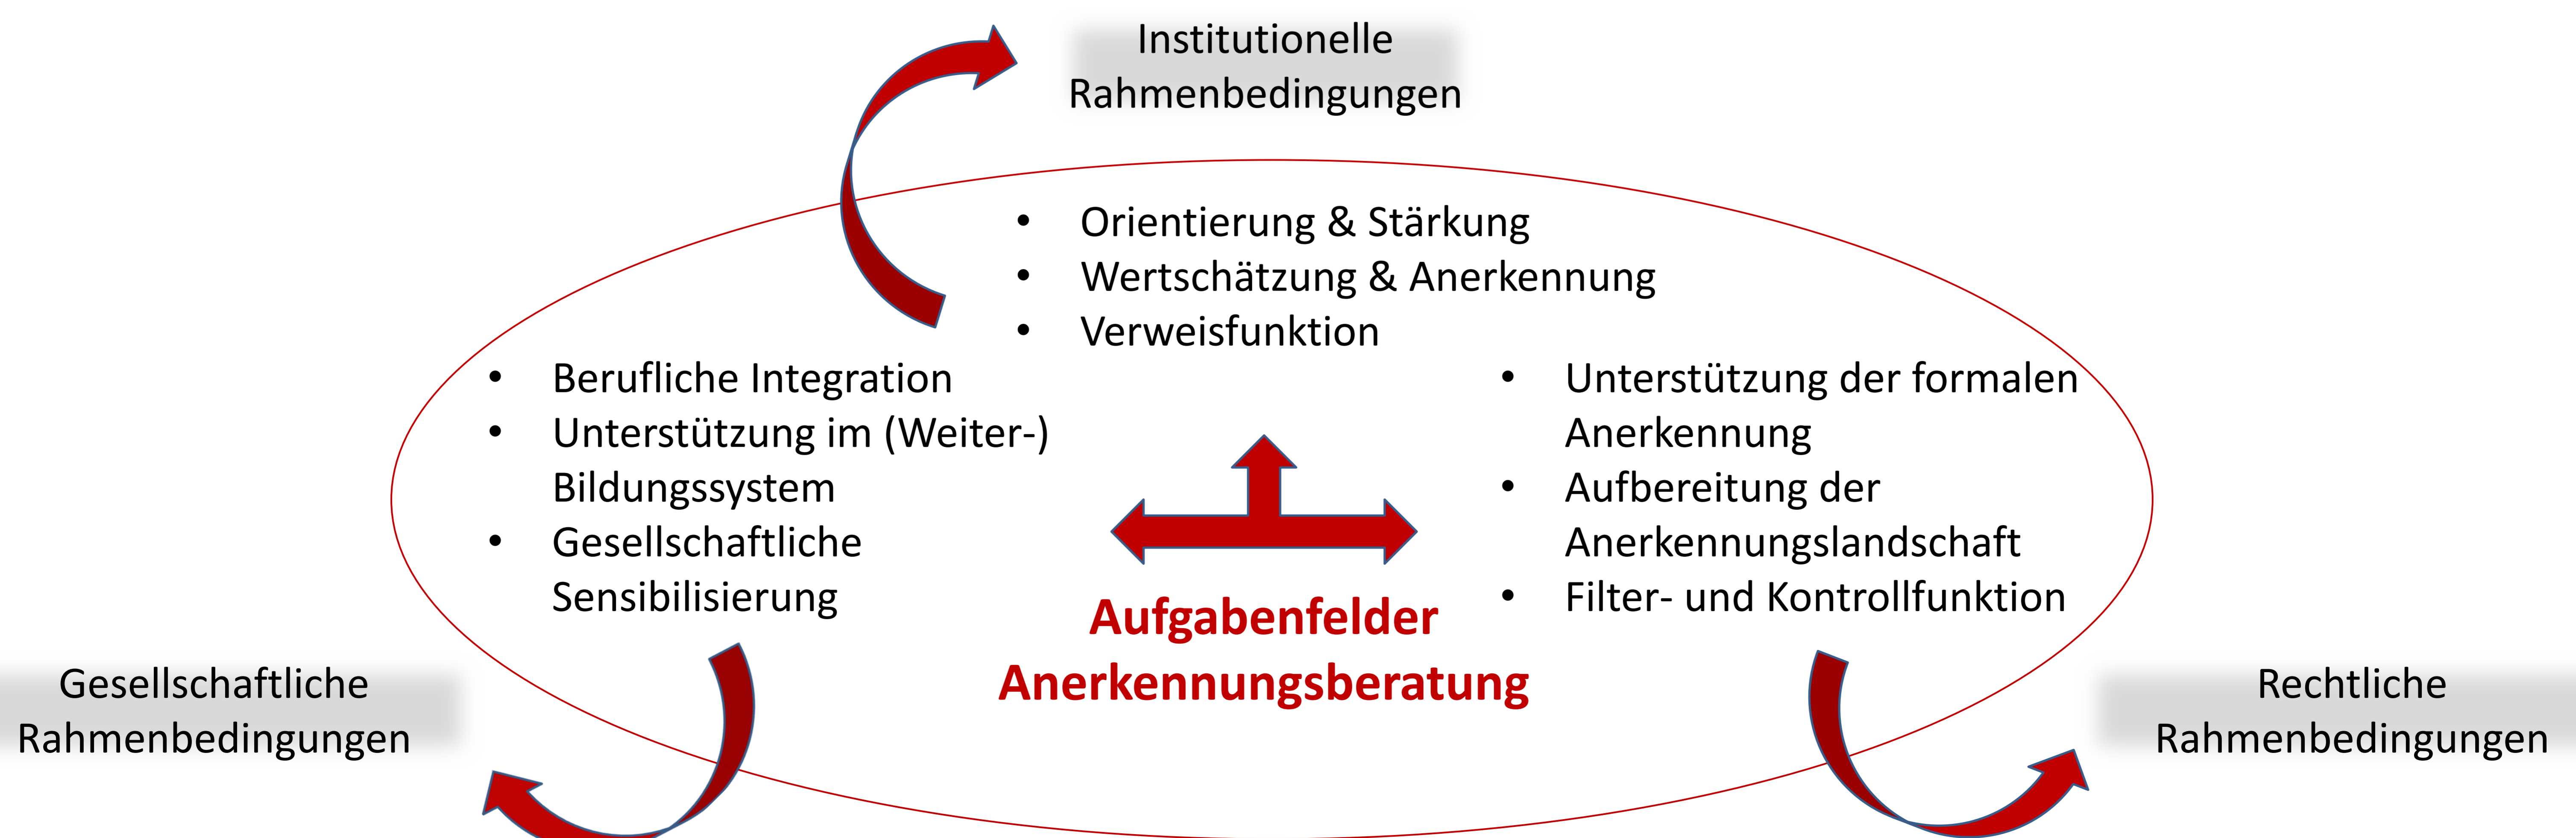 Institutionelle
Rahmenbedingungen
• Orientierung & Stärkung
• Wertschätzung & Anerkennung
• Verweisfunktion
• Berufliche Integration
• Unterstützung im (Weiter-)
Bildungssystem
• Gesellschaftliche
Sensibilisierung
• Unterstützung der formalen
Anerkennung
• Aufbereitung der
Anerkennungslandschaft
• Filter- und Kontrollfunktion
Aufgabenfelder
Anerkennungsberatung
Gesellschaftliche
Rahmenbedingungen
Rechtliche
Rahmenbedingungen